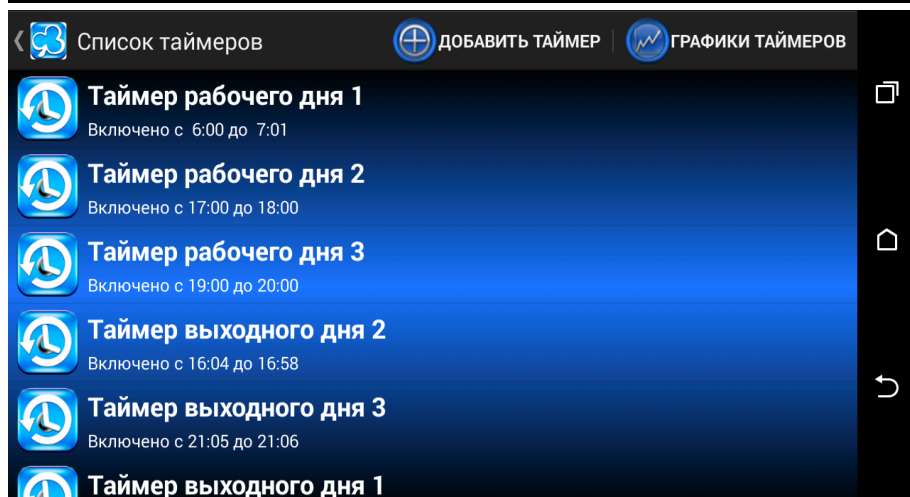 Список таймеров
ДОБАВИТЬ ТАЙМЕР
ГРАФИКИ ТАЙМЕРОВ
Таймер рабочего дня 1
Включено с 6:00 до 7:01
Таймер рабочего дня 2
Включено с 17:00 до 18:00
Таймер рабочего дня 3
Включено с 19:00 до 20:00
Таймер выходного дня 2
Включено с 16:04 до 16:58
Таймер выходного дня 3
Включено с 21:05 до 21:06
Таймер выходного дня 1